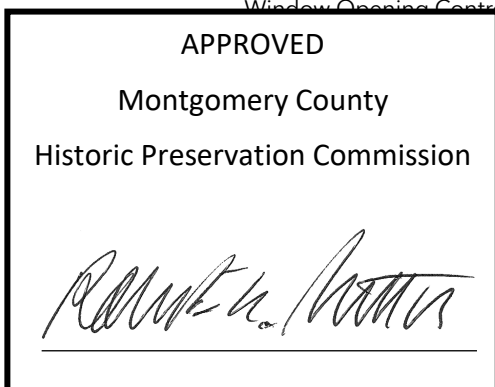 Window Opening Contr
APPROVED
Montgomery County
Historic Preservation Commission